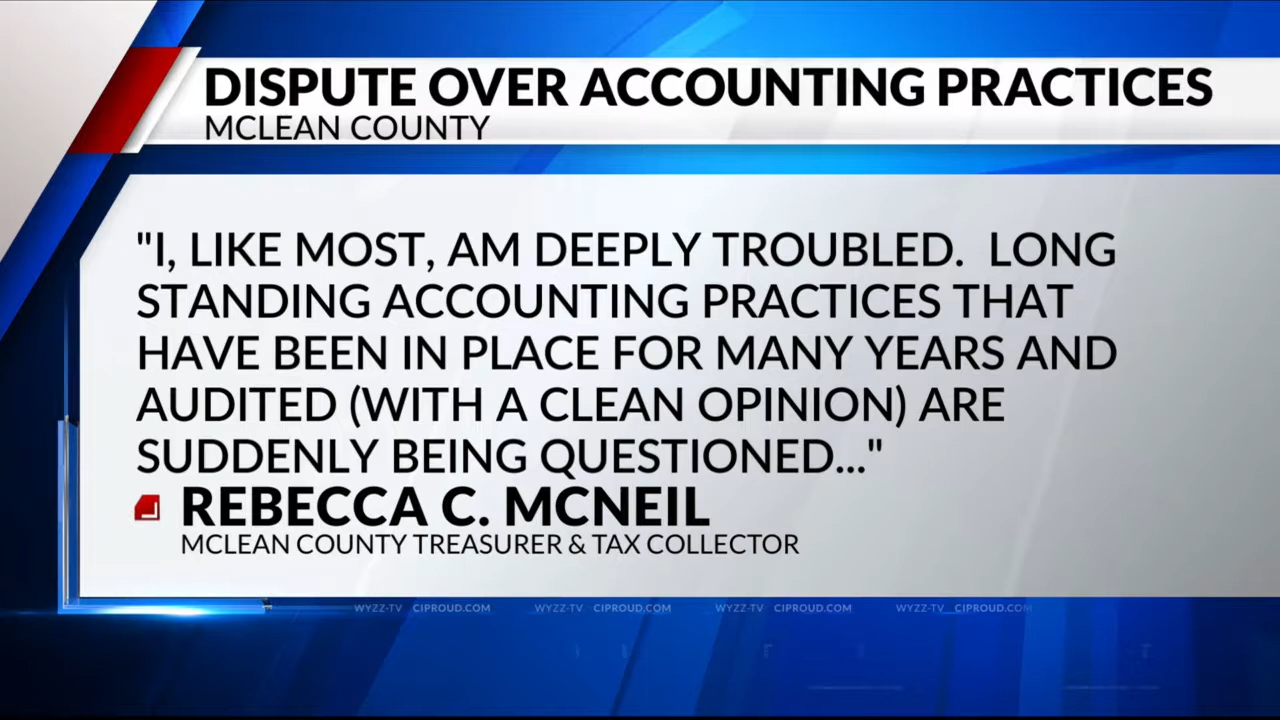 DISPUTE OVER ACCOUNTING PRACTICES
MCLEAN COUNTY
"I, LIKE MOST, AM DEEPLY TROUBLED.  LONG
STANDING ACCOUNTING PRACTICES THAT
HAVE BEEN IN PLACE FOR MANY YEARS AND
AUDITED (WITH A CLEAN OPINION) ARE
SUDDENLY BEING QUESTIONED..."
REBECCA C. MCNEIL
MCLEAN COUNTY TREASURER & TAX COLLECTOR
WYZZ-TV CIPROUD.COM WYZZ-TV CIPROUD.COM WYZZ-TV CIPROUD.COM WYZZ-TV CIPROUD.COM